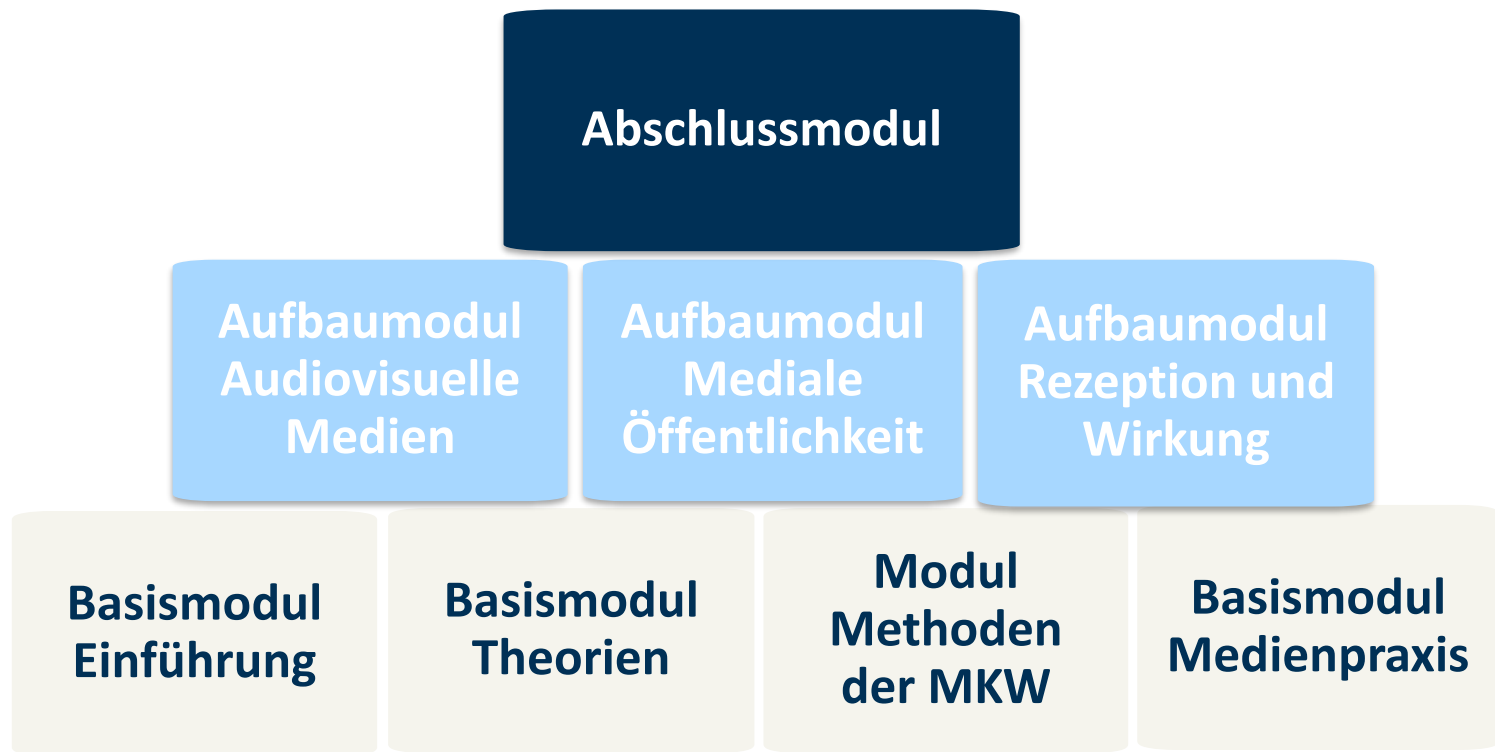 Abschlussmodul
Aufbaumodul
Audiovisuelle
Medien
Aufbaumodul
Mediale
Öffentlichkeit
Aufbaumodul
Rezeption und
Wirkung
Basismodul
Einführung
Basismodul
Theorien
Modul
Methoden
der MKW
Basismodul
Medienpraxis